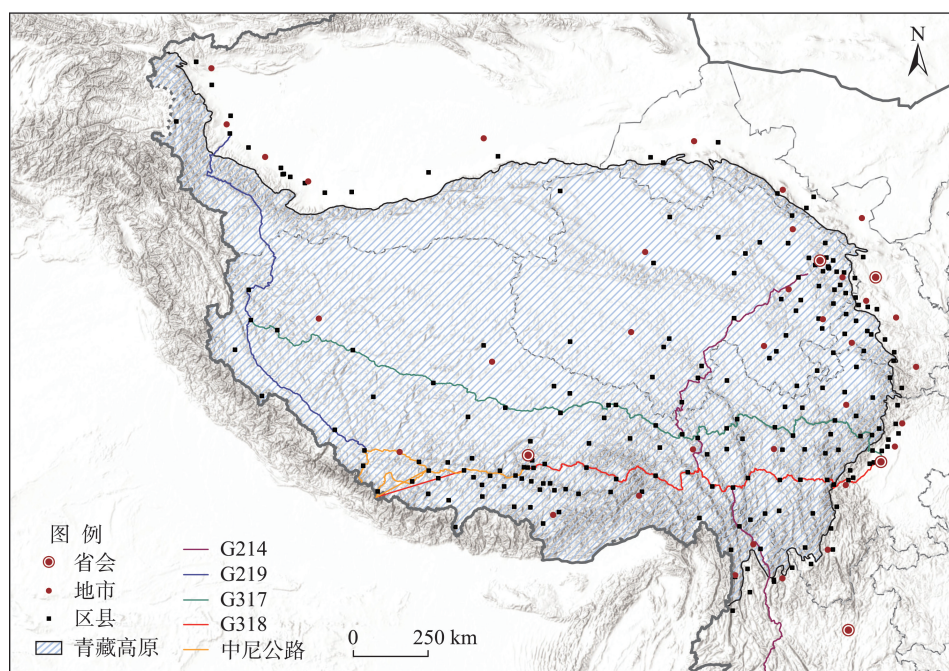 N
图 例
省会
地市
区县
青藏高原
G214
G219
G317
G318
中尼公路
0 250 km